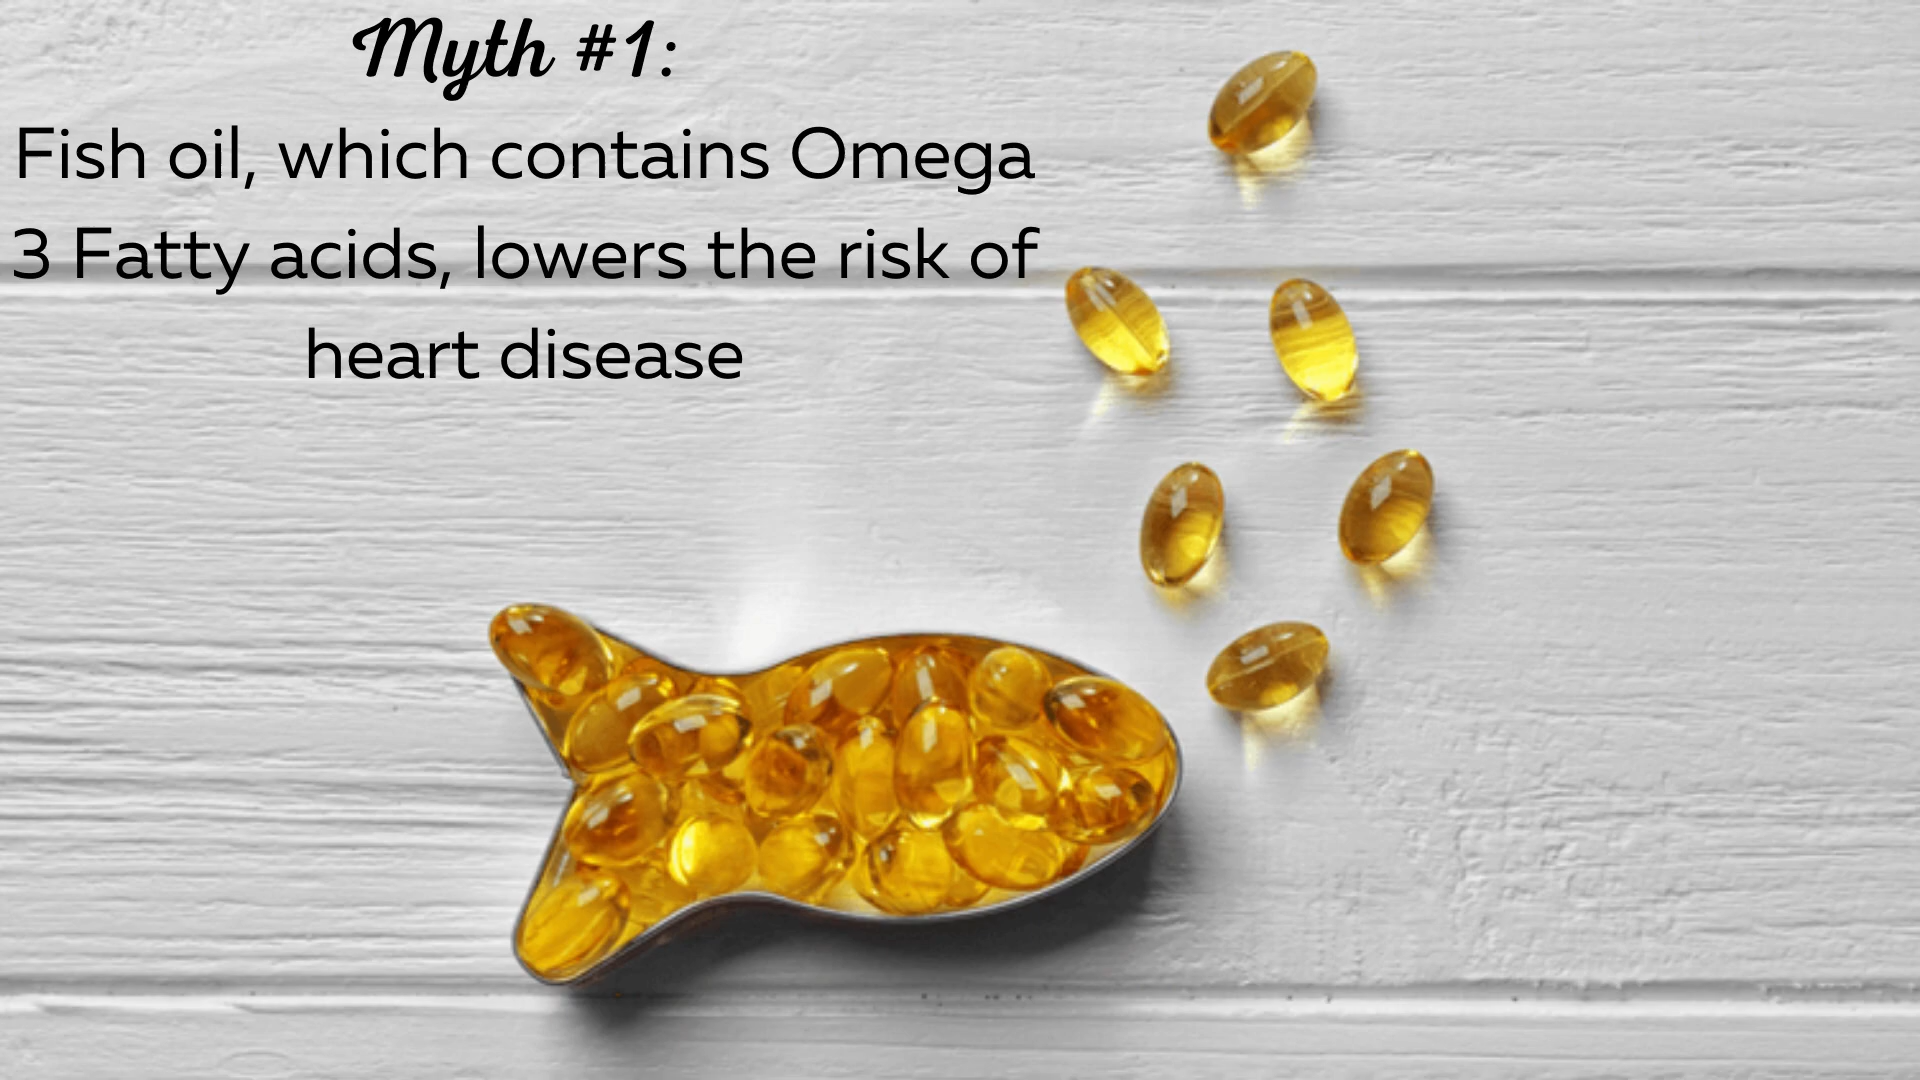 Myth #1:
Fish oil, which contains Omega
3 Fatty acids, lowers the risk of
heart disease